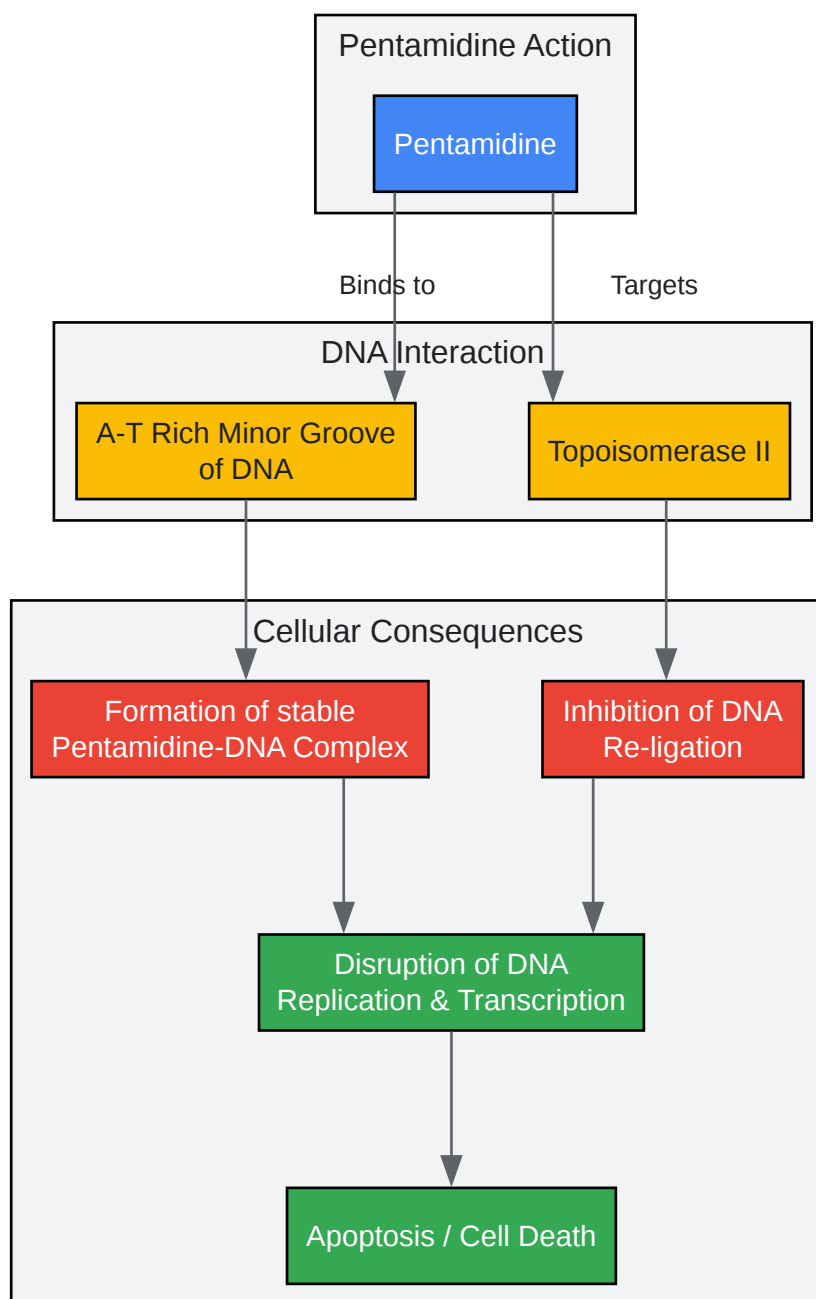 Pentamidine Action
Pentamidine
Binds to
Targets
DNA Interaction
A-T Rich Minor Groove
of DNA
Topoisomerase II
Cellular Consequences
Formation of stable
Pentamidine-DNA Complex
Inhibition of DNA
Re-ligation
Disruption of DNA
Replication & Transcription
Apoptosis / Cell Death